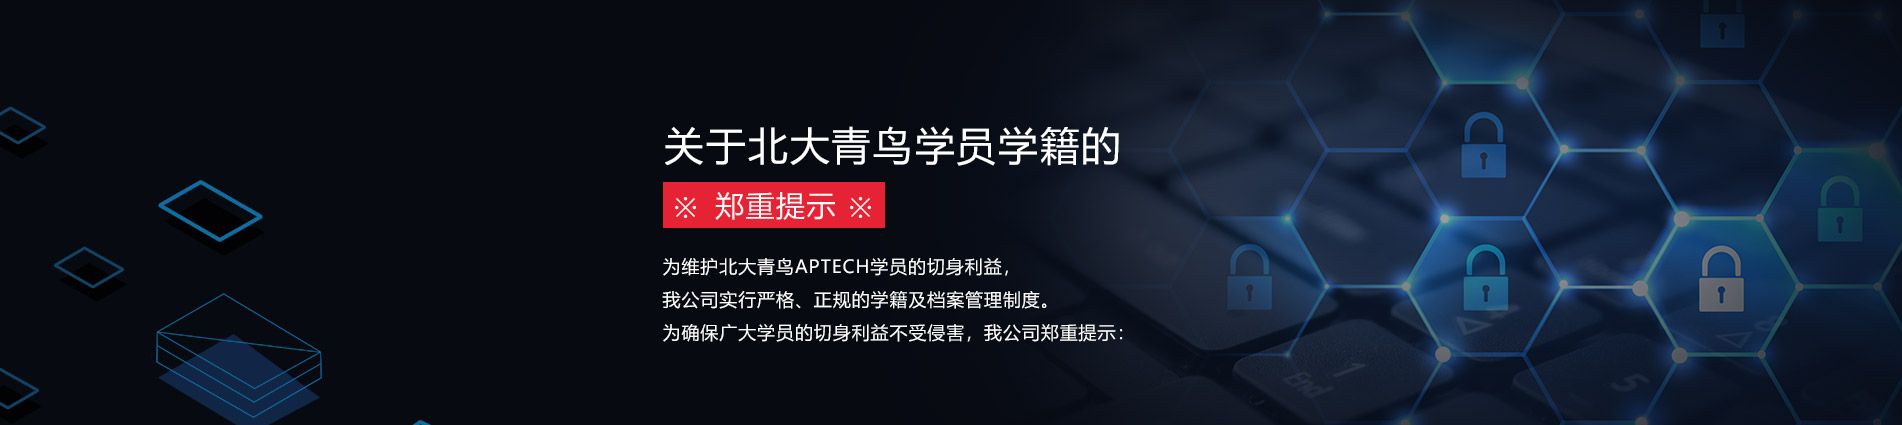 关于北大青鸟学员学籍的
※ 郑重提示 ※
为维护北大青鸟APTECH学员的切身利益，
我公司实行严格、正规的学籍及档案管理制度。
为确保广大学员的切身利益不受侵害，我公司郑重提示：
1
End
5